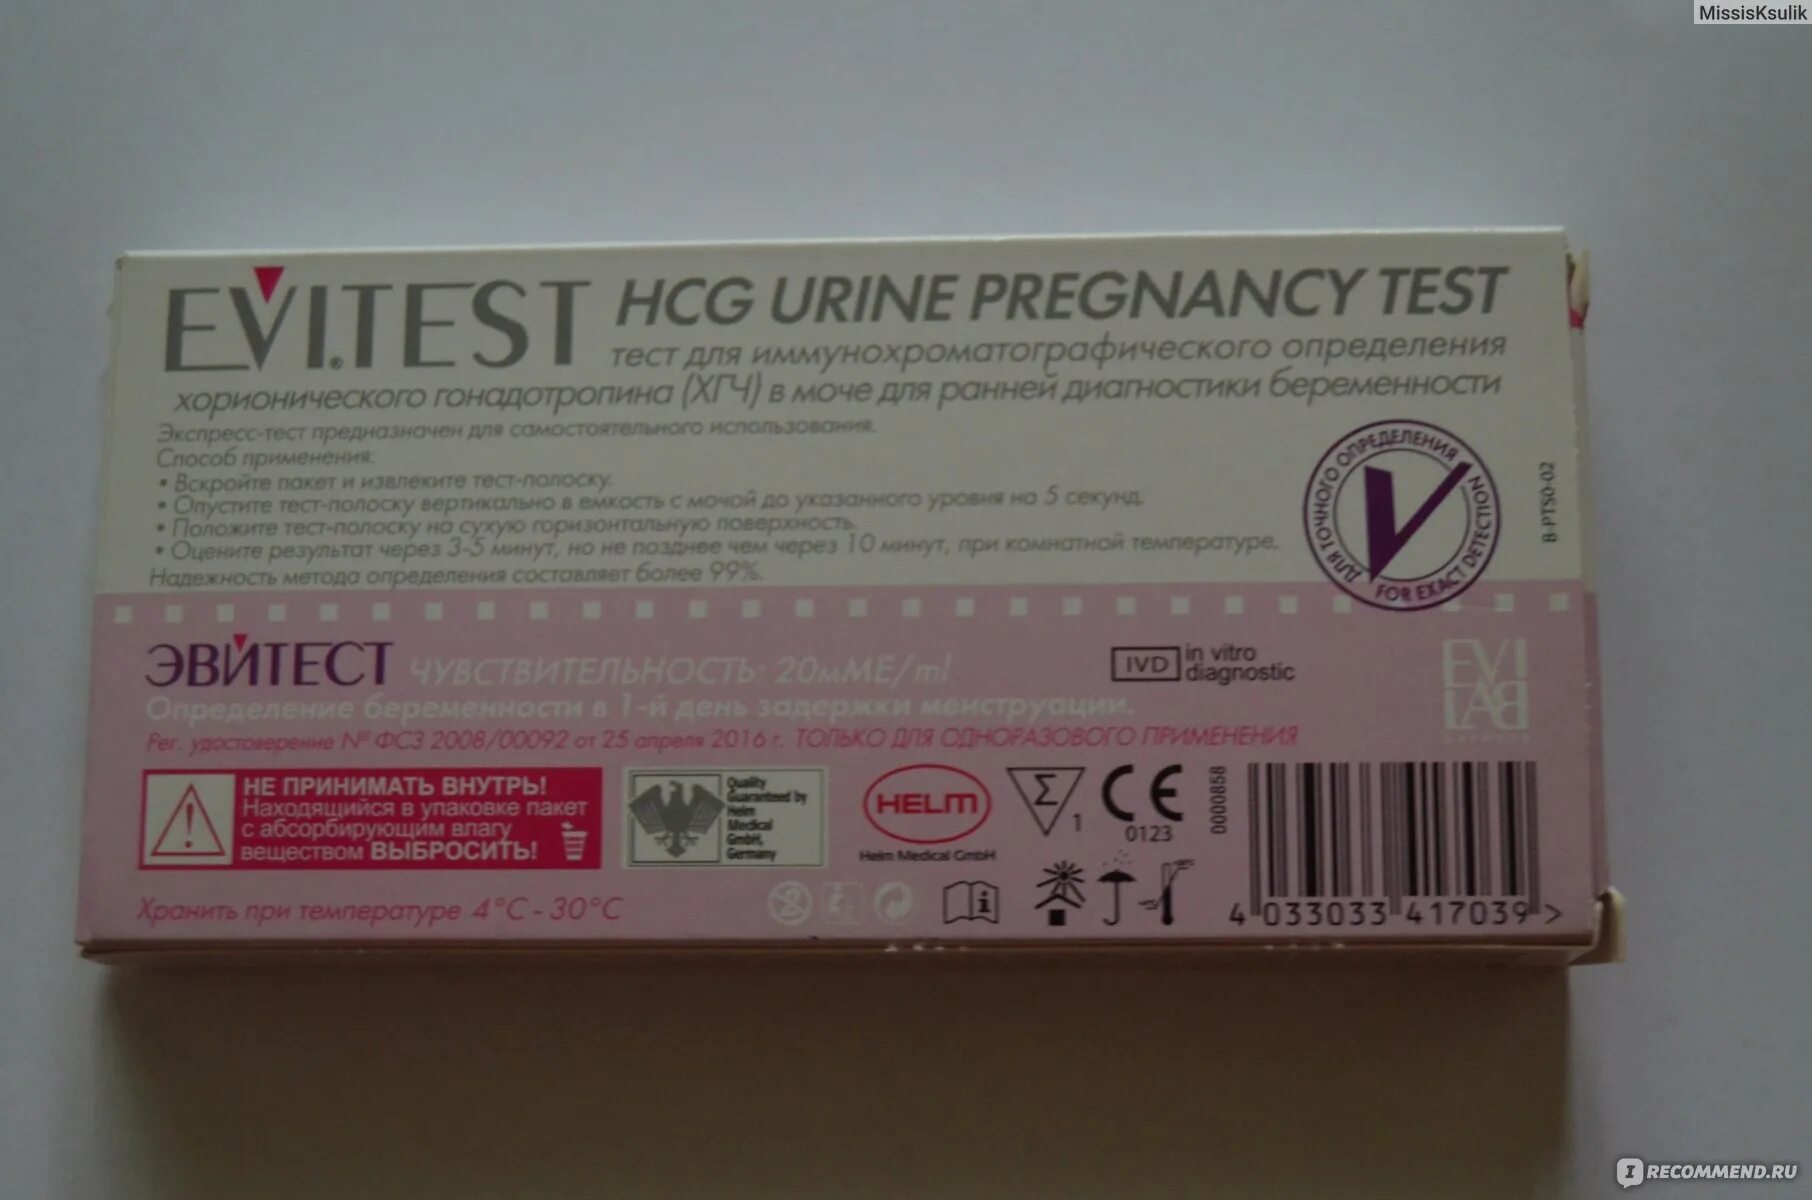 MissisKsulik
EVITEST HCG URINE PREGNANCY TEST
тест для иммунохроматографического определения
хорионического гонадотропина (ХГЧ) в моче для ранней диагностики беременности
Экспресс-тест предназначен для самостоятельного использования.
Способ применения:
• Вскройте пакет и извлеките тест-полоску.
• Опустите тест-полоску вертикально в емкость с мочой до указанного уровня на 5 секунд.
• Положите тест-полоску на сухую горизонтальную поверхность.
• Оцените результат через 3-5 минут, но не позднее чем через 10 минут, при комнатной температуре.
Надежность метода определения составляет более 99%.
ДЛЯ ТОЧНОГО ОПРЕДЕЛЕНИЯ
FOR EXACT DETECTION
B-PT50-02
ЭВИТЕСТ ЧУВСТВИТЕЛЬНОСТЬ: 20мМЕ/ml
Определение беременности в 1-й день задержки менструации.
IVD in vitro
diagnostic
EVI
LAB
Рег. удостоверение № ФСЗ 2008/00092 от 25 апреля 2016 г. ТОЛЬКО ДЛЯ ОДНОРАЗОВОГО ПРИМЕНЕНИЯ
НЕ ПРИНИМАТЬ ВНУТРЬ!
Находящийся в упаковке пакет
с абсорбирующим влагу
веществом ВЫБРОСИТЬ!
Quality
Guaranteed by
Helm
Medical
GmbH,
Germany
HELM
Helm Medical GmbH
Σ 1
CE
0123
0000858
Хранить при температуре 4°C - 30°C
4 033033 417039 >
IRECOMMEND.RU